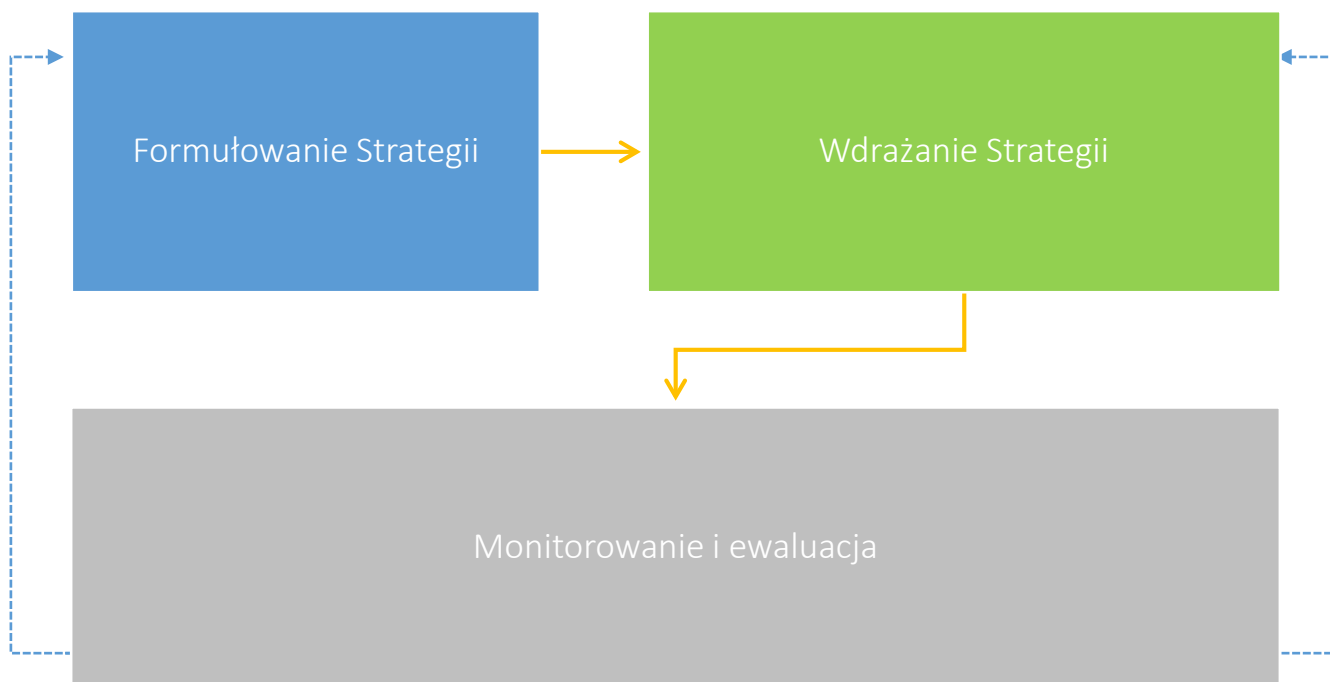 Formułowanie Strategii
Wdrażanie Strategii
Monitorowanie i ewaluacja